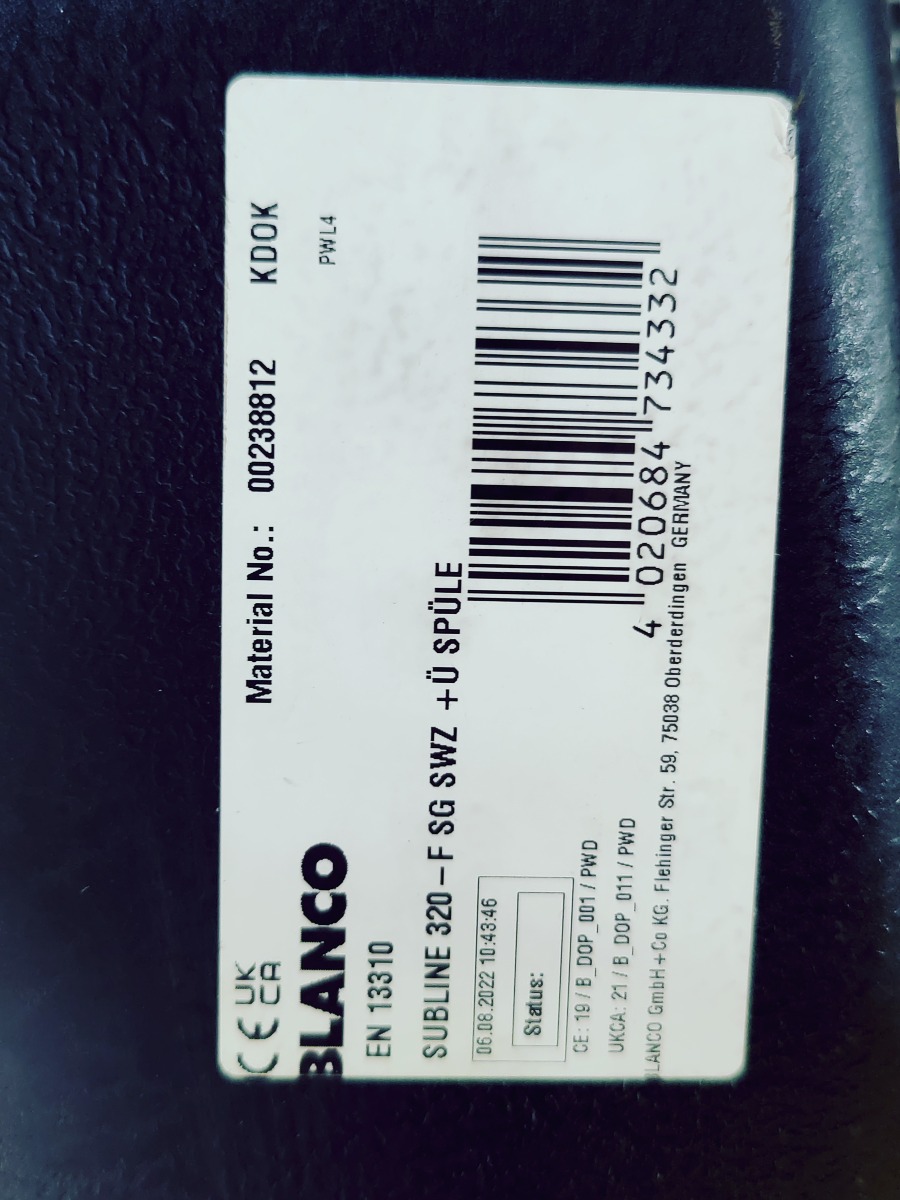 CE UK CA Material No.: 00238812 KDOK
BLANCO PWL4
EN 13310
SUBLINE 320-F SG SWZ +Ü SPÜLE
06.08.2022 10:43:46
Status:
CE: 19 / B_DOP_001 / PWD
UKCA: 21 / B_DOP_011 / PWD
4 020684 734332
BLANCO GmbH+Co KG, Flehinger Str. 59, 75038 Oberderdingen GERMANY